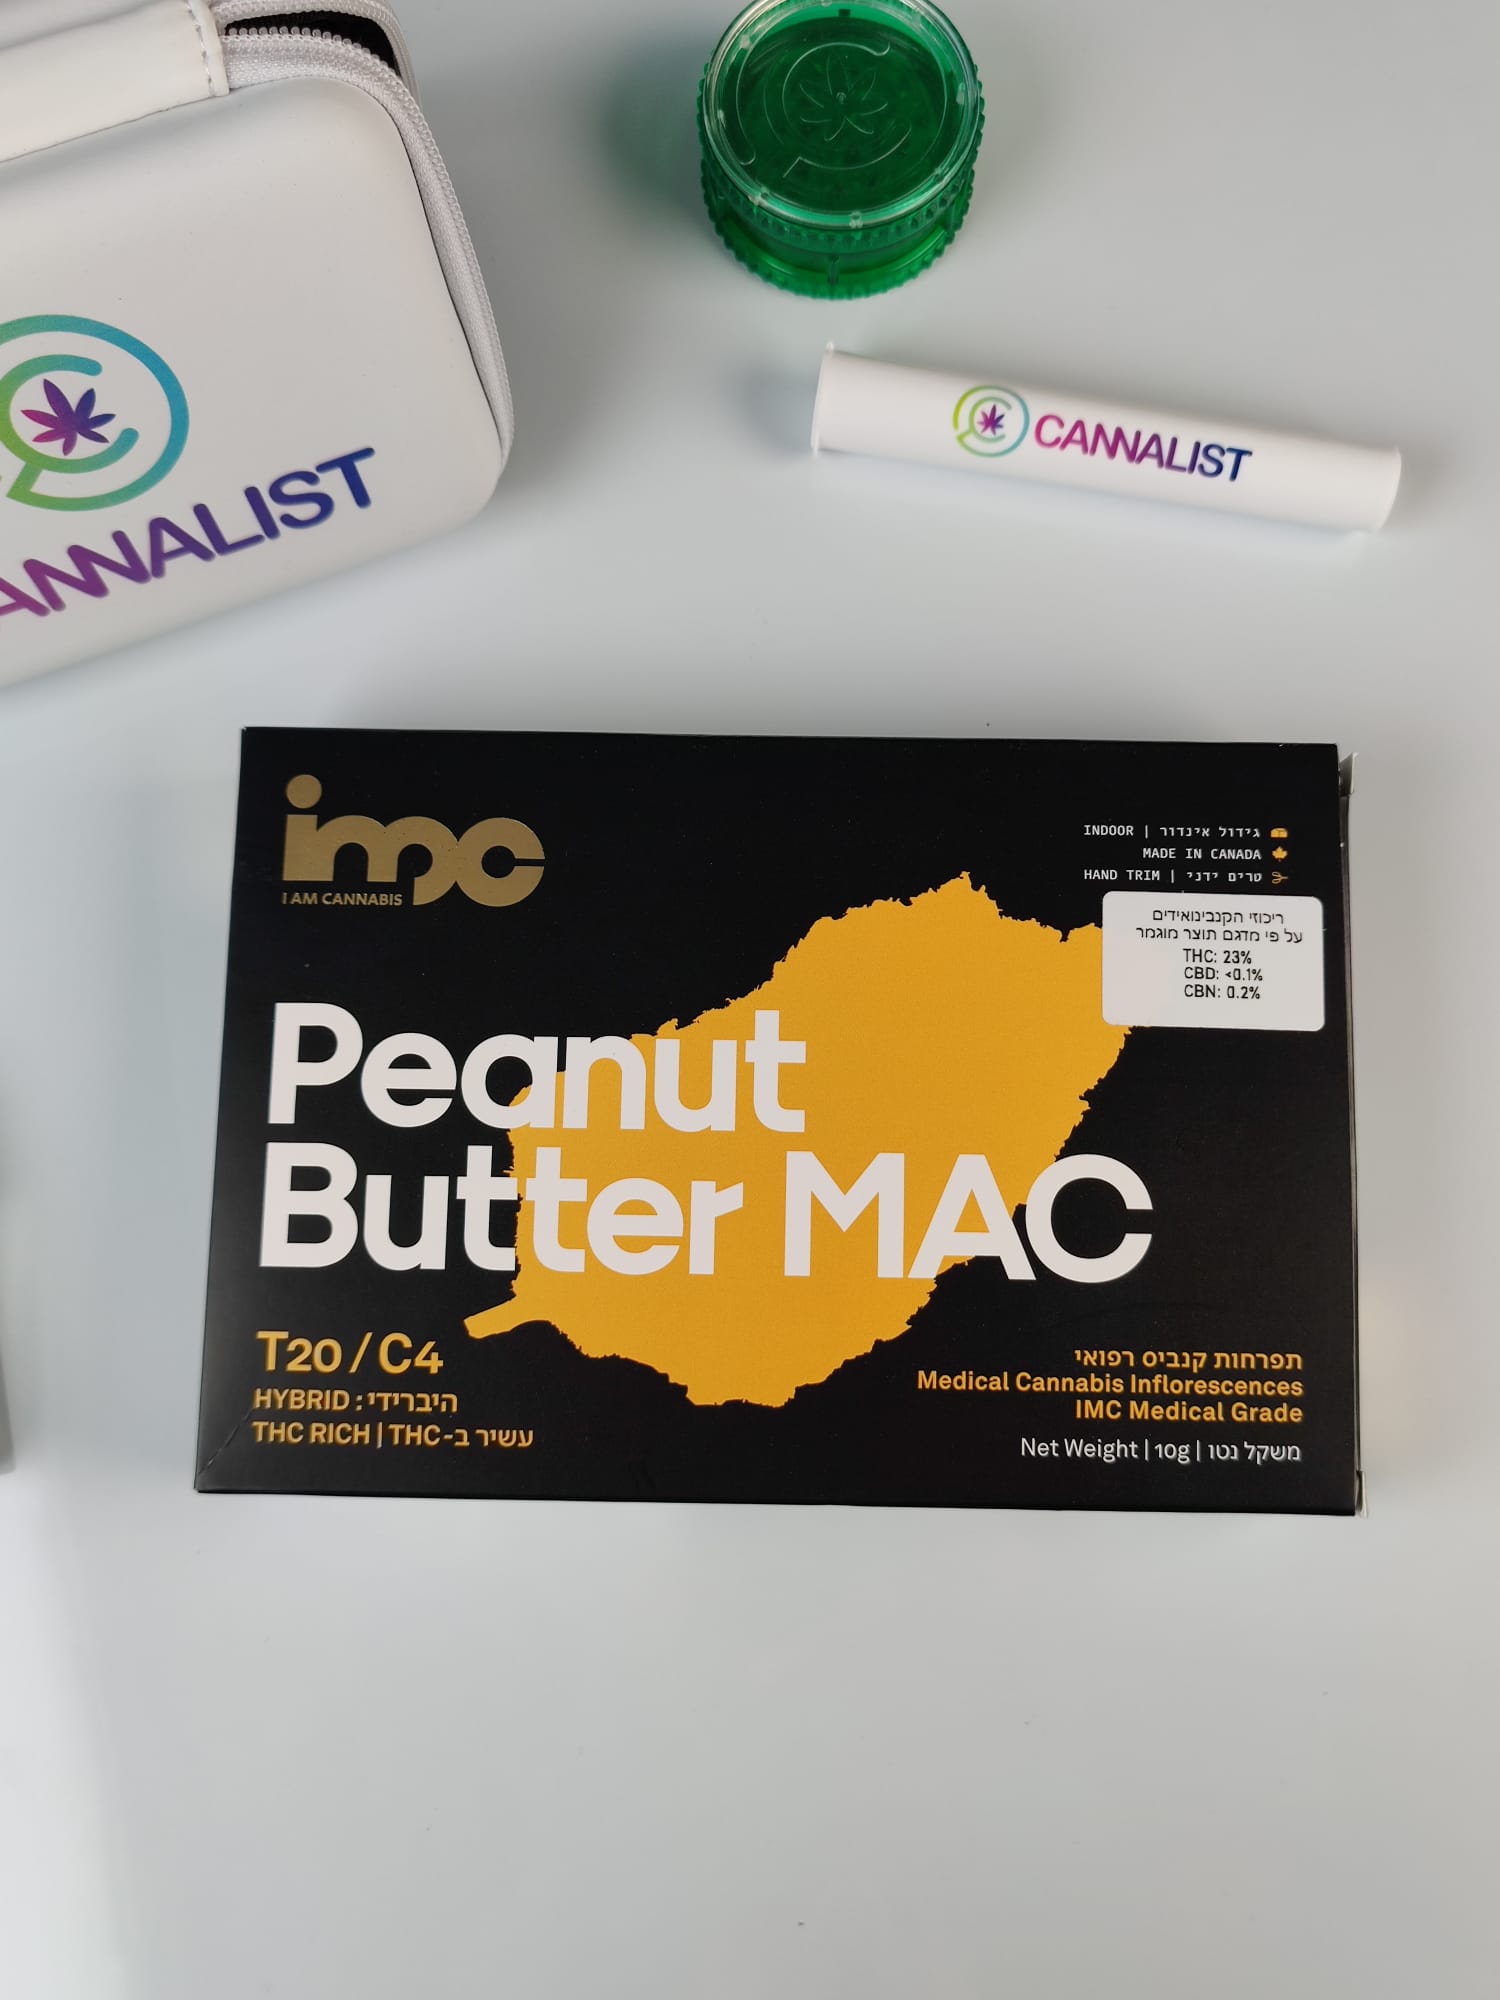 CANNALIST
ANNALIST
imc
I AM CANNABIS
INDOOR | גידול אינדור
MADE IN CANADA
HAND TRIM | טרים ידני
ריכוזי הקנבינואידים
על פי מדגם תוצר מוגמר
THC: 23%
CBD: <0.1%
CBN: 0.2%
Peanut
Butter MAC
T20 / C4
HYBRID : היברידי
THC RICH | THC-עשיר ב
תפרחות קנביס רפואי
Medical Cannabis Inflorescences
IMC Medical Grade
Net Weight | 10g | משקל נטו